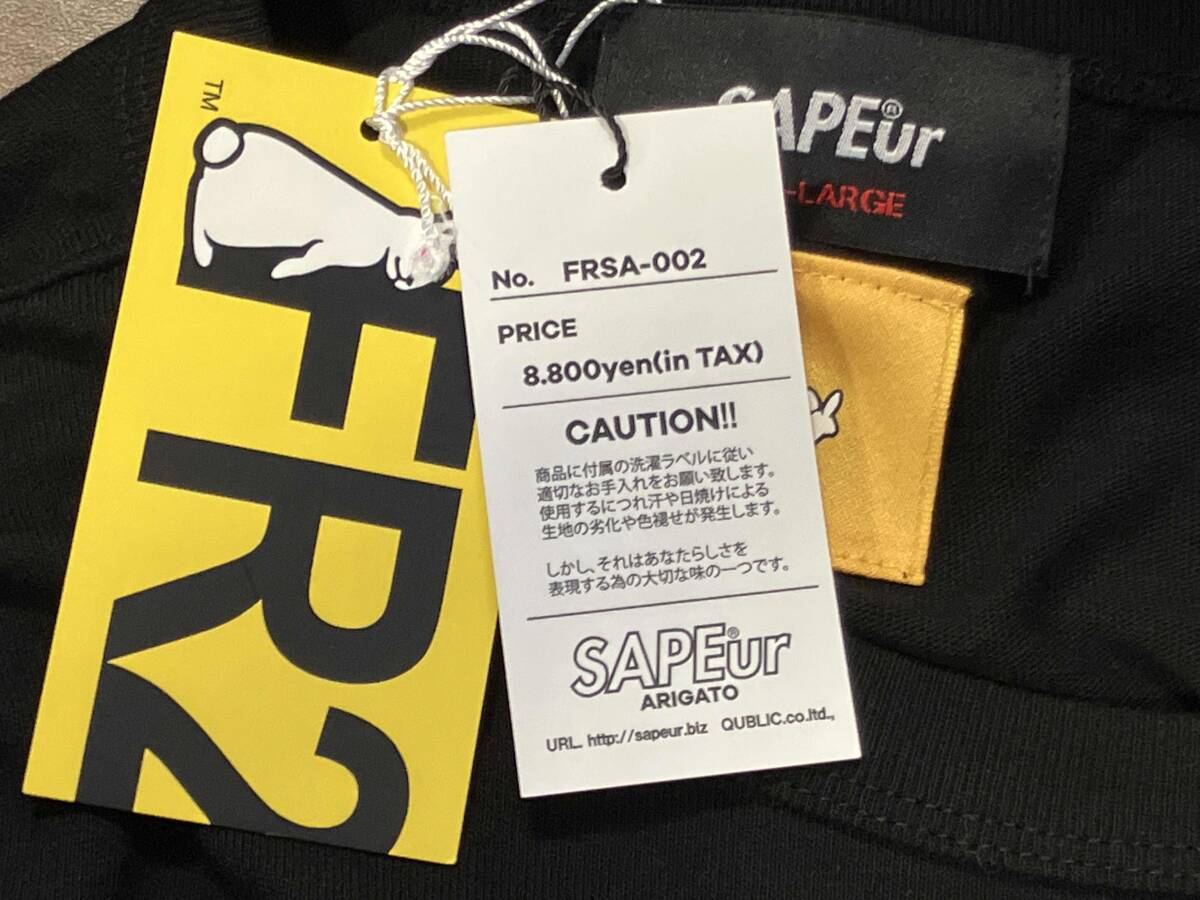 TM
FR2
SAPEur®
-LARGE
No. FRSA-002
PRICE
8.800yen(in TAX)
CAUTION!!
商品に付属の洗濯ラベルに従い
適切なお手入れをお願い致します。
使用するにつれ汗や日焼けによる
生地の劣化や色褪せが発生します。
しかし、それはあなたらしさを
表現する為の大切な味の一つです。
SAPEur®
ARIGATO
URL. http://sapeur.biz QUBLIC.co.ltd.,